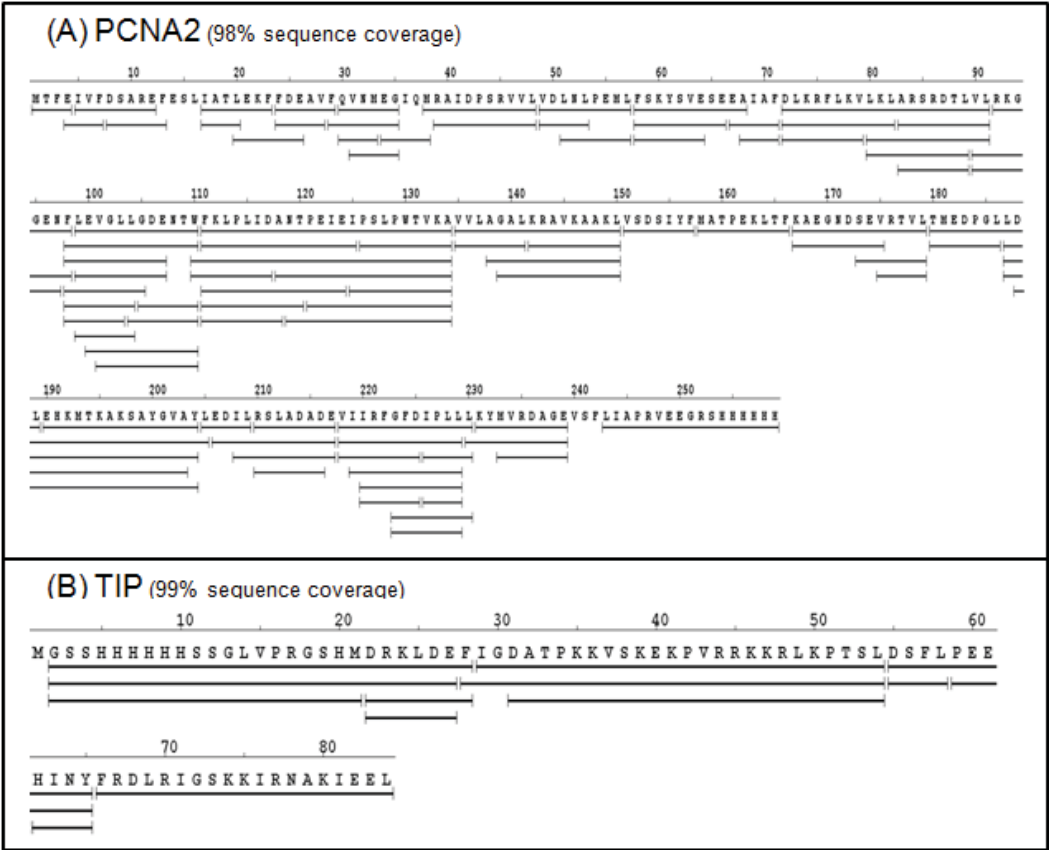 (A) PCNA2 (98% sequence coverage)
10 20 30 40 50 60 70 80 90
MTFEIVFDSAREFESLIATLEKFFDEAVFQVNMEGIQMRAIDPSRVVLVDLNLPEMLFSKYSVESEEAIAFDLKRFLKVLKLARSRDTLVLRKG
100 110 120 130 140 150 160 170 180
GENFLEVGLLGDENTWFKLPLIDANTPEIEIPSLPWTVKAVVLAGALKRAVKAAKLVSDSIYFMATPEKLTFKAEGNDSEVRTVLTMEDPGLLD
190 200 210 220 230 240 250
LEHKMTKAKSAYGVAYLEDILRSLADADEVIIRFGFDIPLLLKYMVRDAGEVSFLIAPRVEEGRSHHHHHH
(B) TIP (99% sequence coverage)
10 20 30 40 50 60
MGSSHHHHHHSSGLVPRGSHMDRKLDEFIGDATPKKVSKEKPVRRKKRLKPTSLDSFLPEE
70 80
HINYFRDLRIGSKKIRNAKIEEL